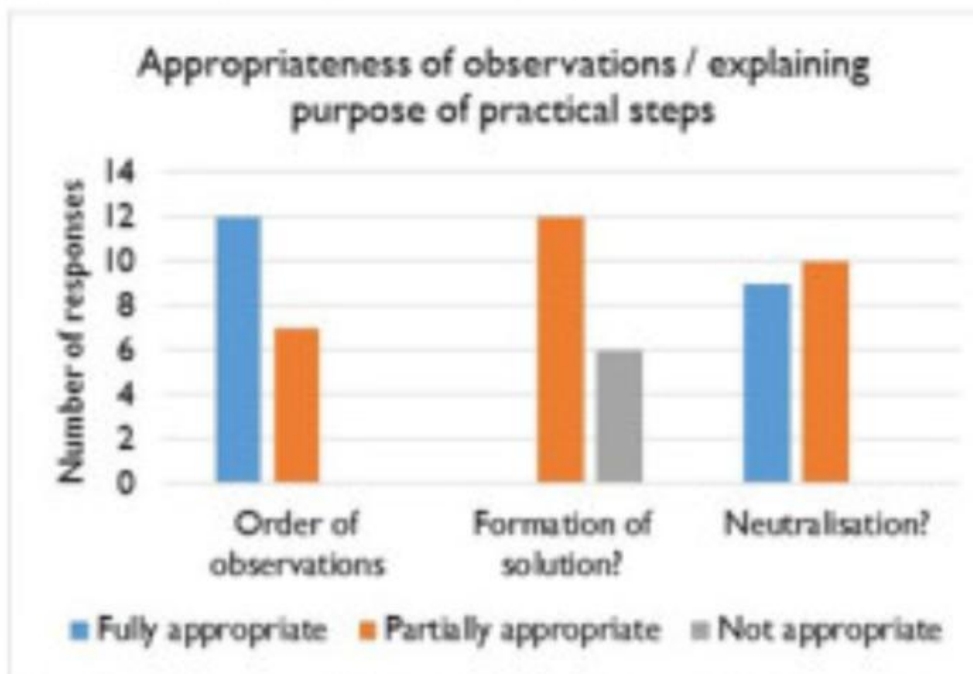 Appropriateness of observations / explaining
purpose of practical steps
Number of responses
14
12
10
8
6
4
2
0
Order of
observations
Formation of
solution?
Neutralisation?
Fully appropriate
Partially appropriate
Not appropriate